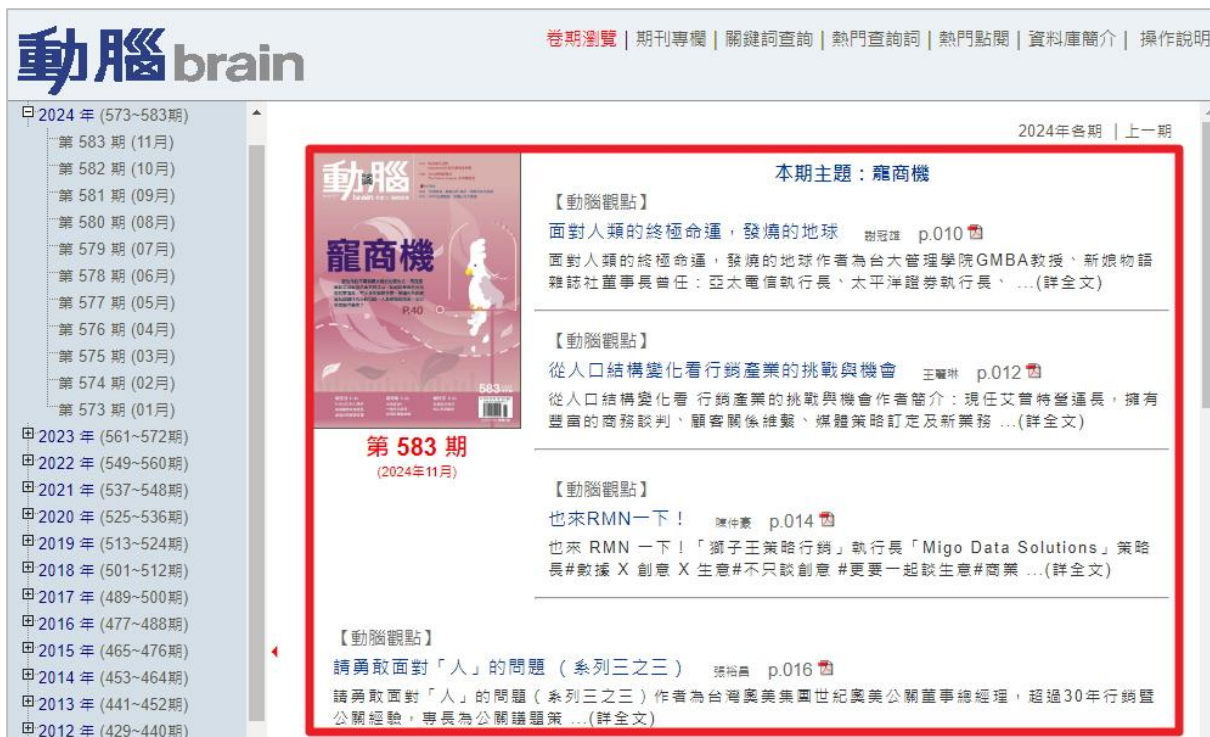 動腦brain
卷期瀏覽 | 期刊專欄 | 關鍵詞查詢 | 熱門查詢詞 | 熱門點閱 | 資料庫簡介 | 操作說明
2024 年 (573~583期)
第 583 期 (11月)
第 582 期 (10月)
第 581 期 (09月)
第 580 期 (08月)
第 579 期 (07月)
第 578 期 (06月)
第 577 期 (05月)
第 576 期 (04月)
第 575 期 (03月)
第 574 期 (02月)
第 573 期 (01月)
2023 年 (561~572期)
2022 年 (549~560期)
2021 年 (537~548期)
2020 年 (525~536期)
2019 年 (513~524期)
2018 年 (501~512期)
2017 年 (489~500期)
2016 年 (477~488期)
2015 年 (465~476期)
2014 年 (453~464期)
2013 年 (441~452期)
2012 年 (429~440期)
2024年各期 | 上一期
動腦
brain
寵商機
P.40
583
第 583 期
(2024年11月)
本期主題：寵商機
【動腦觀點】
面對人類的終極命運，發燒的地球 謝冠雄 p.010
面對人類的終極命運，發燒的地球作者為台大管理學院GMBA教授、新娘物語
雜誌社董事長曾任：亞太電信執行長、太平洋證券執行長、 ...(詳全文)
【動腦觀點】
從人口結構變化看行銷產業的挑戰與機會 王馨琳 p.012
從人口結構變化看 行銷產業的挑戰與機會作者簡介：現任艾普特營運長，擁有
豐富的商務談判、顧客關係維繫、媒體策略訂定及新業務 ...(詳全文)
【動腦觀點】
也來RMN一下！ 陳仲豪 p.014
也來 RMN 一下！「獅子王策略行銷」執行長「Migo Data Solutions」策略
長#數據 X 創意 X 生意#不只談創意 #更要一起談生意#商業 ...(詳全文)
【動腦觀點】
請勇敢面對「人」的問題 （系列三之三） 張裕昌 p.016
請勇敢面對「人」的問題（系列三之三）作者為台灣奧美集團世紀奧美公關董事總經理，超過30年行銷暨
公關經驗，專長為公關議題策 ...(詳全文)